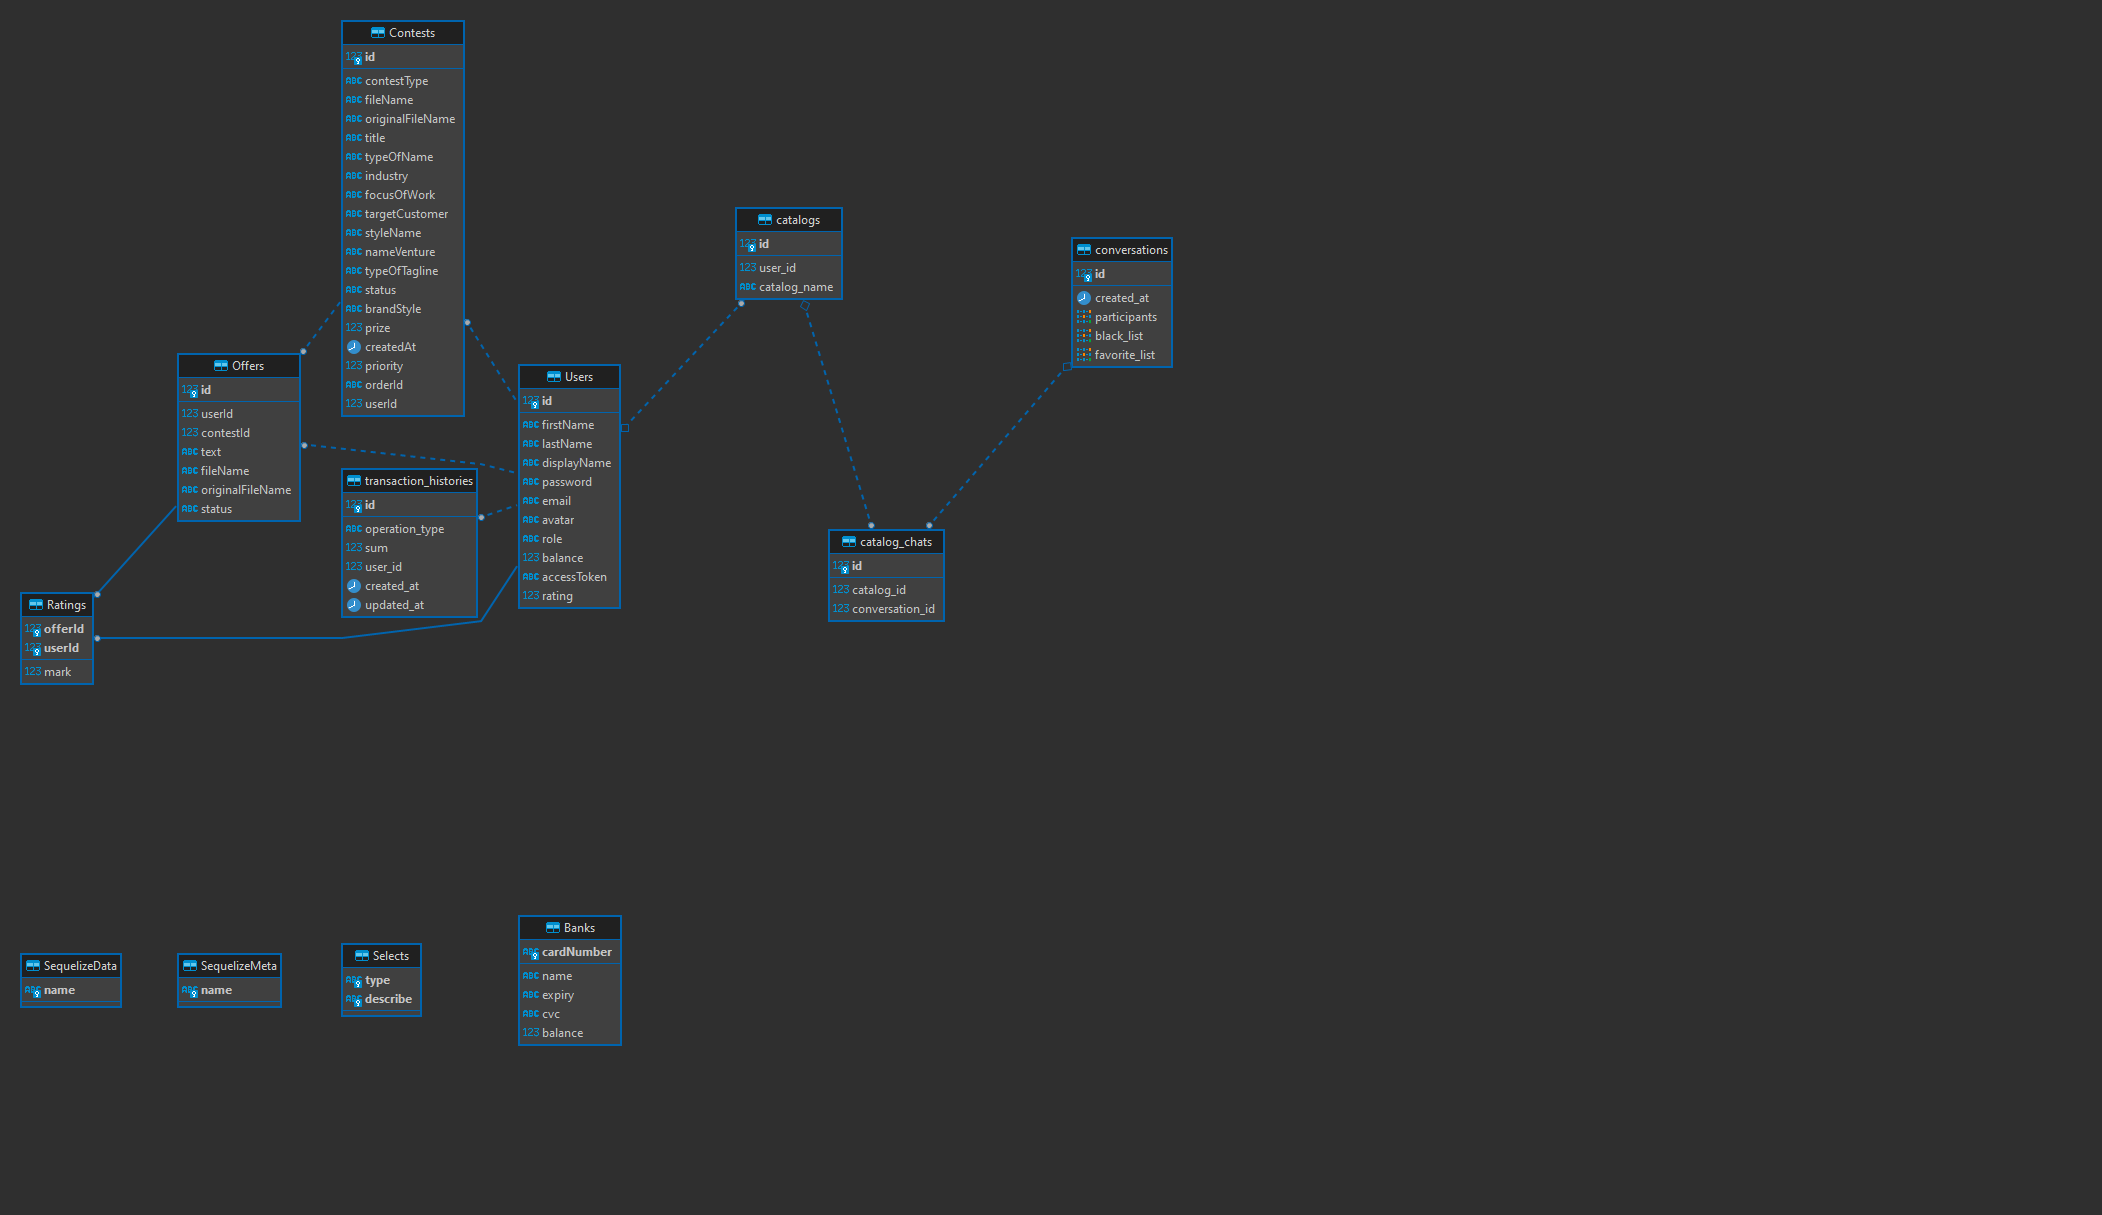 Contests
123 id
ABC contestType
ABC fileName
ABC originalFileName
ABC title
ABC typeOfName
ABC industry
ABC focusOfWork
ABC targetCustomer
ABC styleName
ABC nameVenture
ABC typeOfTagline
ABC status
ABC brandStyle
123 prize
createdAt
123 priority
ABC orderId
123 userId
Offers
123 id
123 userId
123 contestId
ABC text
ABC fileName
ABC originalFileName
ABC status
Users
123 id
ABC firstName
ABC lastName
ABC displayName
ABC password
ABC email
ABC avatar
ABC role
123 balance
ABC accessToken
123 rating
transaction_histories
123 id
ABC operation_type
123 sum
123 user_id
created_at
updated_at
Ratings
123 offerId
123 userId
123 mark
catalogs
123 id
123 user_id
ABC catalog_name
conversations
123 id
created_at
participants
black_list
favorite_list
catalog_chats
123 id
123 catalog_id
123 conversation_id
SequelizeData
ABC name
SequelizeMeta
ABC name
Selects
ABC type
ABC describe
Banks
ABC cardNumber
ABC name
ABC expiry
ABC cvc
123 balance